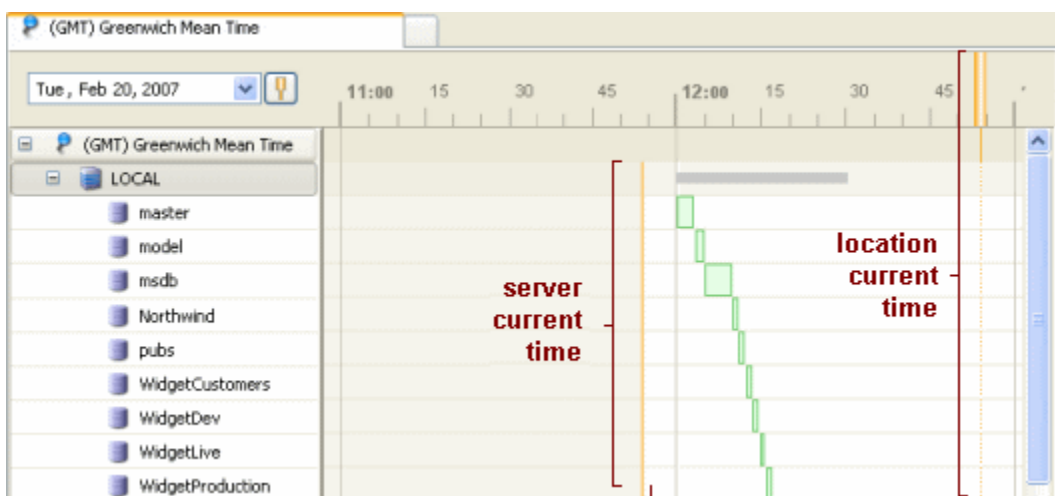 (GMT) Greenwich Mean Time
Tue , Feb 20, 2007
11:00 15 30 45 12:00 15 30 45
(GMT) Greenwich Mean Time
LOCAL
master
model
msdb
Northwind
pubs
WidgetCustomers
WidgetDev
WidgetLive
WidgetProduction
server
current
time
location
current
time